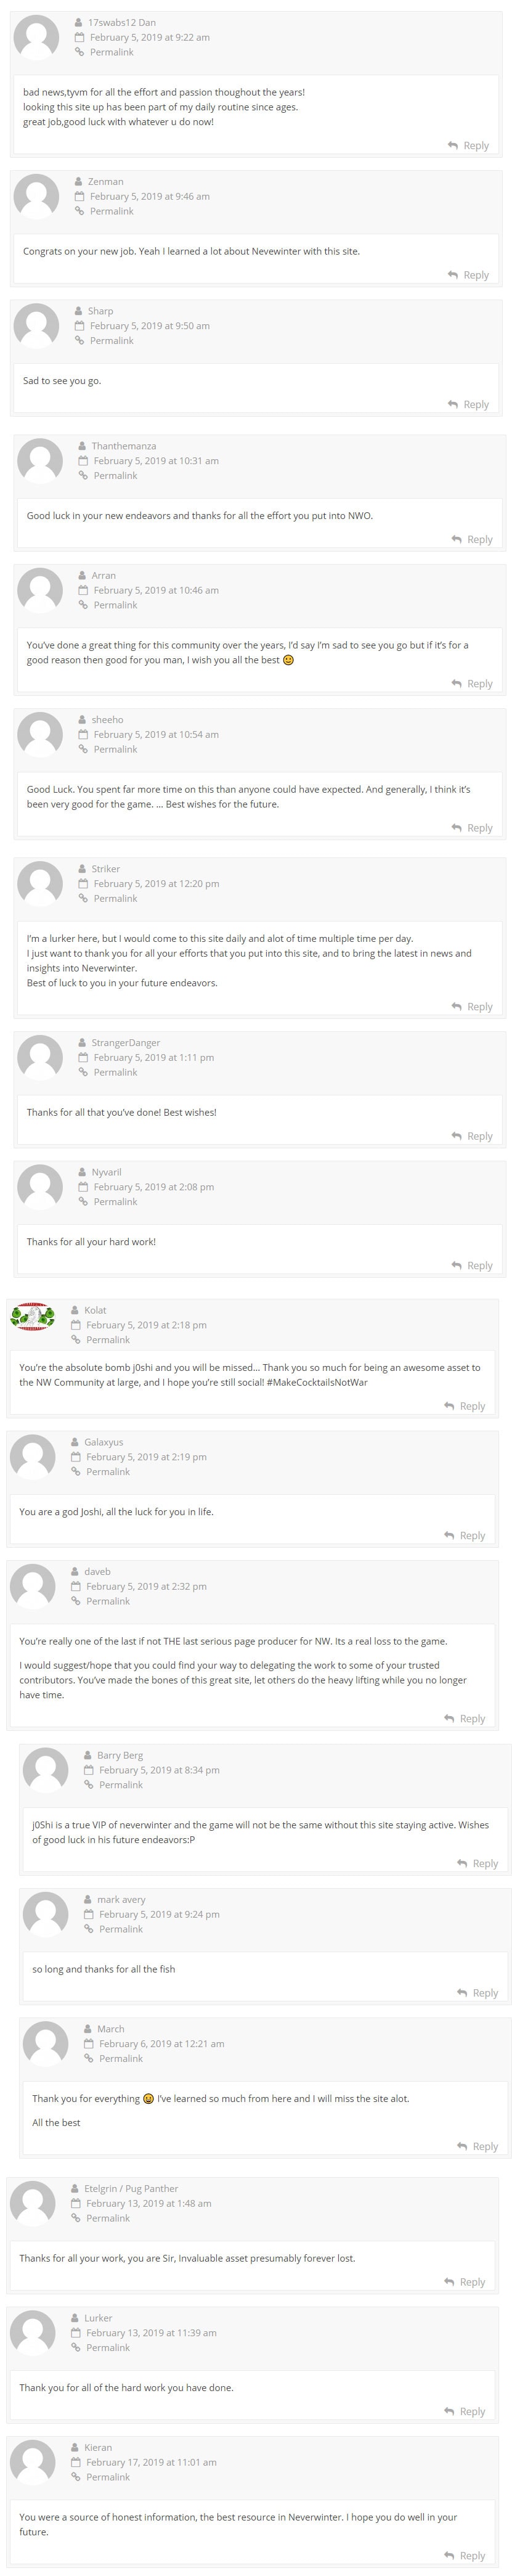 17swabs12 Dan
February 5, 2019 at 9:22 am
Permalink
bad news,tyvm for all the effort and passion thoughout the years!
looking this site up has been part of my daily routine since ages.
great job,good luck with whatever u do now!
Reply
Zenman
February 5, 2019 at 9:46 am
Permalink
Congrats on your new job. Yeah I learned a lot about Nevewinter with this site.
Reply
Sharp
February 5, 2019 at 9:50 am
Permalink
Sad to see you go.
Reply
Thanthemanza
February 5, 2019 at 10:31 am
Permalink
Good luck in your new endeavors and thanks for all the effort you put into NWO.
Reply
Arran
February 5, 2019 at 10:46 am
Permalink
You've done a great thing for this community over the years, I'd say I'm sad to see you go but if it's for a
good reason then good for you man, I wish you all the best 😉
Reply
sheeho
February 5, 2019 at 10:54 am
Permalink
Good Luck. You spent far more time on this than anyone could have expected. And generally, I think it's
been very good for the game. ... Best wishes for the future.
Reply
Striker
February 5, 2019 at 12:20 pm
Permalink
I'm a lurker here, but I would come to this site daily and alot of time multiple time per day.
I just want to thank you for all your efforts that you put into this site, and to bring the latest in news and
insights into Neverwinter.
Best of luck to you in your future endeavors.
Reply
StrangerDanger
February 5, 2019 at 1:11 pm
Permalink
Thanks for all that you've done! Best wishes!
Reply
Nyvaril
February 5, 2019 at 2:08 pm
Permalink
Thanks for all your hard work!
Reply
Kolat
February 5, 2019 at 2:18 pm
Permalink
You're the absolute bomb j0shi and you will be missed... Thank you so much for being an awesome asset to
the NW Community at large, and I hope you're still social! #MakeCocktailsNotWar
Reply
Galaxyus
February 5, 2019 at 2:19 pm
Permalink
You are a god Joshi, all the luck for you in life.
Reply
daveb
February 5, 2019 at 2:32 pm
Permalink
You're really one of the last if not THE last serious page producer for NW. Its a real loss to the game.
I would suggest/hope that you could find your way to delegating the work to some of your trusted
contributors. You've made the bones of this great site, let others do the heavy lifting while you no longer
have time.
Reply
Barry Berg
February 5, 2019 at 8:34 pm
Permalink
j0Shi is a true VIP of neverwinter and the game will not be the same without this site staying active. Wishes
of good luck in his future endeavors:P
Reply
mark avery
February 5, 2019 at 9:24 pm
Permalink
so long and thanks for all the fish
Reply
March
February 6, 2019 at 12:21 am
Permalink
Thank you for everything 😀 I've learned so much from here and I will miss the site alot.
All the best
Reply
Etelgrin / Pug Panther
February 13, 2019 at 1:48 am
Permalink
Thanks for all your work, you are Sir, Invaluable asset presumably forever lost.
Reply
Lurker
February 13, 2019 at 11:39 am
Permalink
Thank you for all of the hard work you have done.
Reply
Kieran
February 17, 2019 at 11:01 am
Permalink
You were a source of honest information, the best resource in Neverwinter. I hope you do well in your
future.
Reply